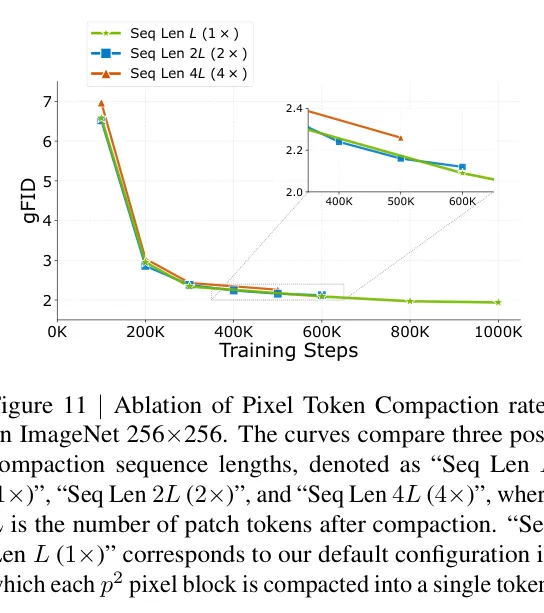 Seq Len L (1×)
Seq Len 2L (2×)
Seq Len 4L (4×)
7
6
5
4
3
2
gFID
2.4
2.2
2.0
400K
500K
600K
0K
200K
400K
600K
800K
1000K
Training Steps
igure 11 | Ablation of Pixel Token Compaction rate
n ImageNet 256×256. The curves compare three pos
ompaction sequence lengths, denoted as “Seq Len
1×)”, “Seq Len 2L (2×)”, and “Seq Len 4L (4×)”, wher
is the number of patch tokens after compaction. “Se
Len L (1×)” corresponds to our default configuration i
which each p² pixel block is compacted into a single token